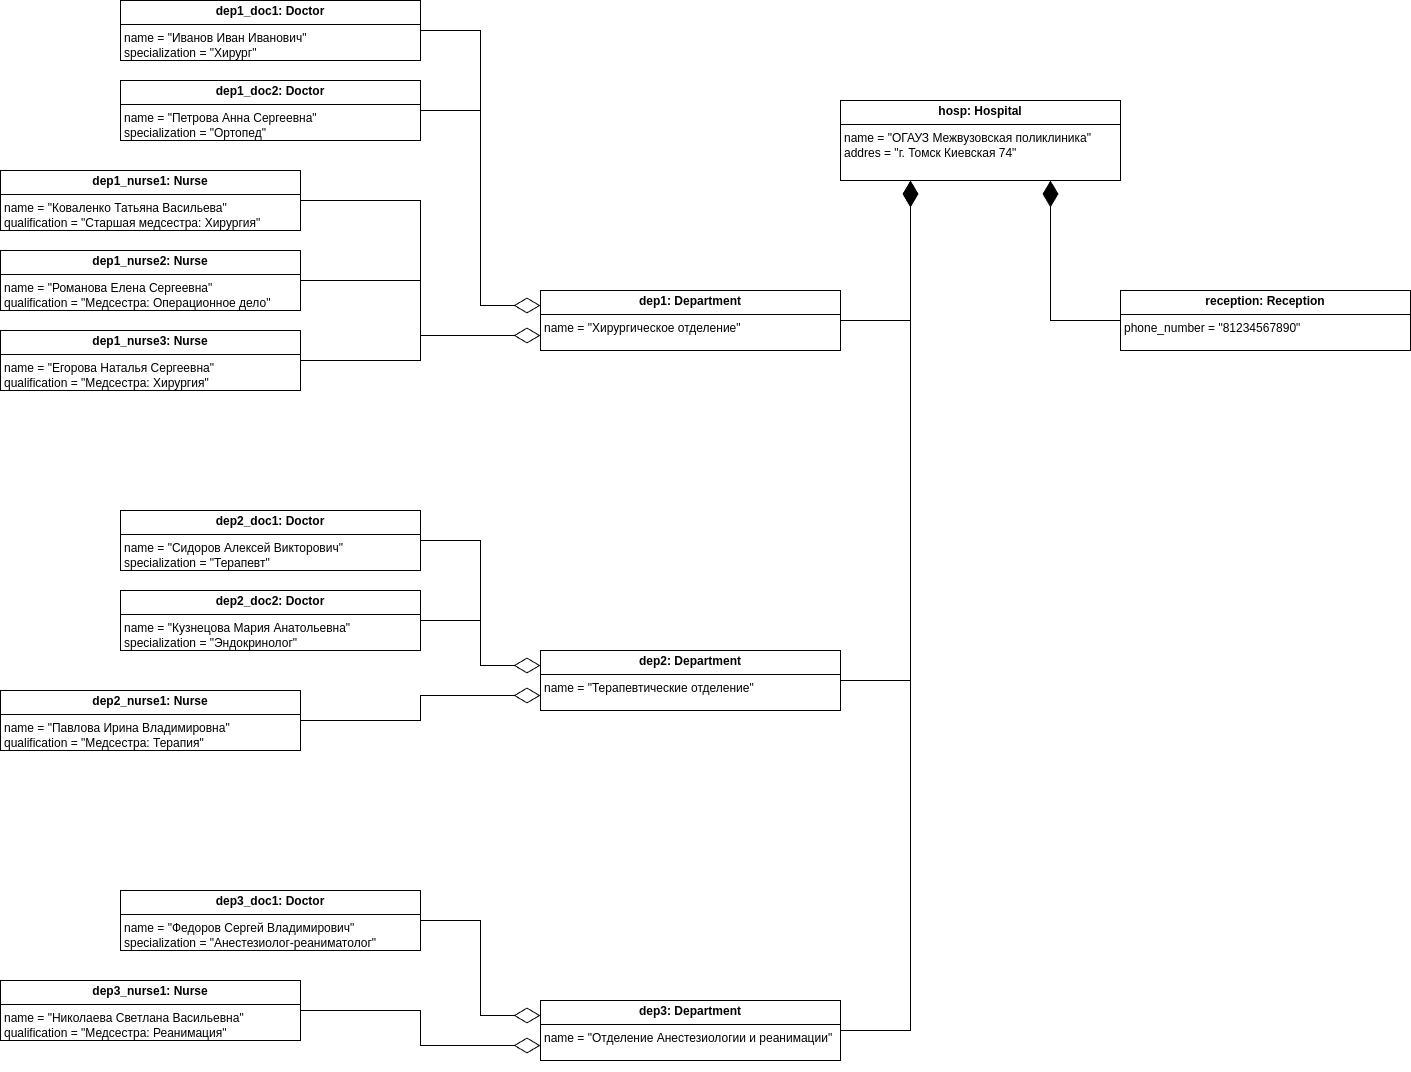 dep1_doc1: Doctor
name = "Иванов Иван Иванович"
specialization = "Хирург"
dep1_doc2: Doctor
name = "Петрова Анна Сергеевна"
specialization = "Ортопед"
dep1_nurse1: Nurse
name = "Коваленко Татьяна Васильева"
qualification = "Старшая медсестра: Хирургия"
dep1_nurse2: Nurse
name = "Романова Елена Сергеевна"
qualification = "Медсестра: Операционное дело"
dep1_nurse3: Nurse
name = "Егорова Наталья Сергеевна"
qualification = "Медсестра: Хирургия"
hosp: Hospital
name = "ОГАУЗ Межвузовская поликлиника"
addres = "г. Томск Киевская 74"
dep1: Department
name = "Хирургическое отделение"
reception: Reception
phone_number = "81234567890"
dep2_doc1: Doctor
name = "Сидоров Алексей Викторович"
specialization = "Терапевт"
dep2_doc2: Doctor
name = "Кузнецова Мария Анатольевна"
specialization = "Эндокринолог"
dep2_nurse1: Nurse
name = "Павлова Ирина Владимировна"
qualification = "Медсестра: Терапия"
dep2: Department
name = "Терапевтические отделение"
dep3_doc1: Doctor
name = "Федоров Сергей Владимирович"
specialization = "Анестезиолог-реаниматолог"
dep3_nurse1: Nurse
name = "Николаева Светлана Васильевна"
qualification = "Медсестра: Реанимация"
dep3: Department
name = "Отделение Анестезиологии и реанимации"